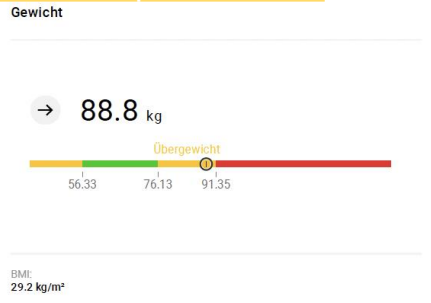 Gewicht
88.8 kg
Übergewicht
56.33 76.13 91.35
BMI:
29.2 kg/m²